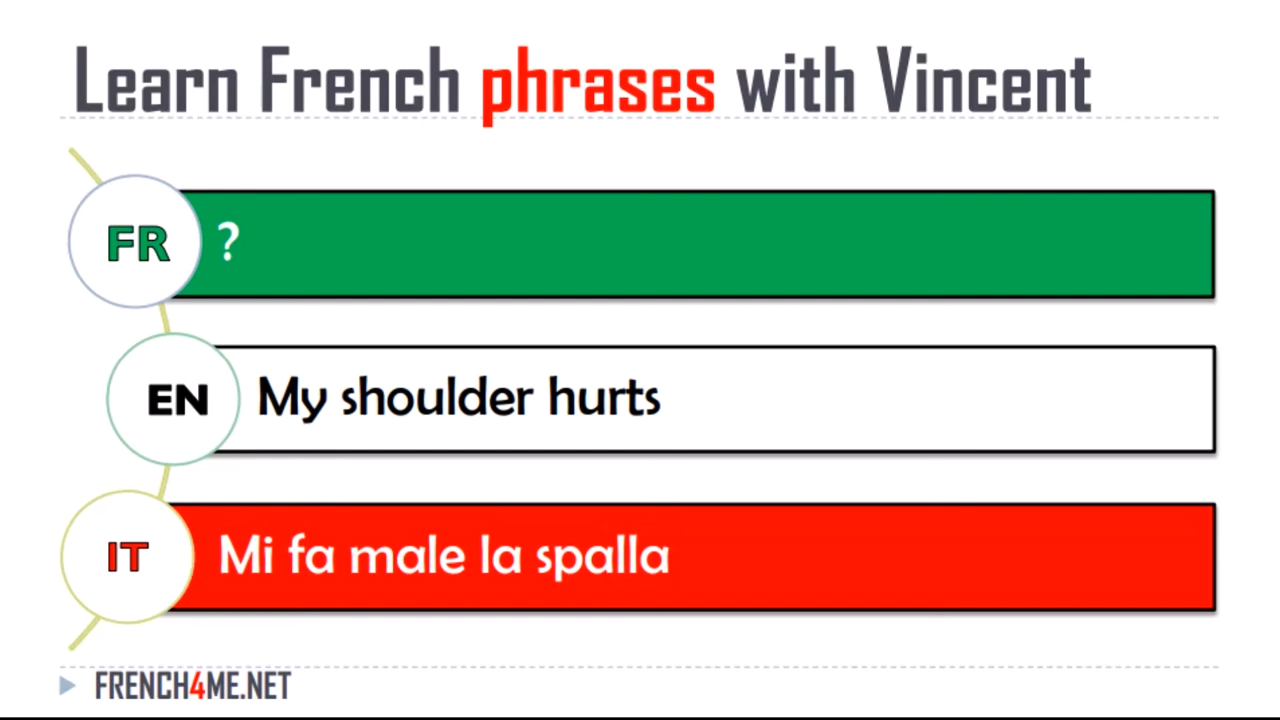 Learn French phrases with Vincent
FR ?
EN My shoulder hurts
IT Mi fa male la spalla
FRENCH4ME.NET